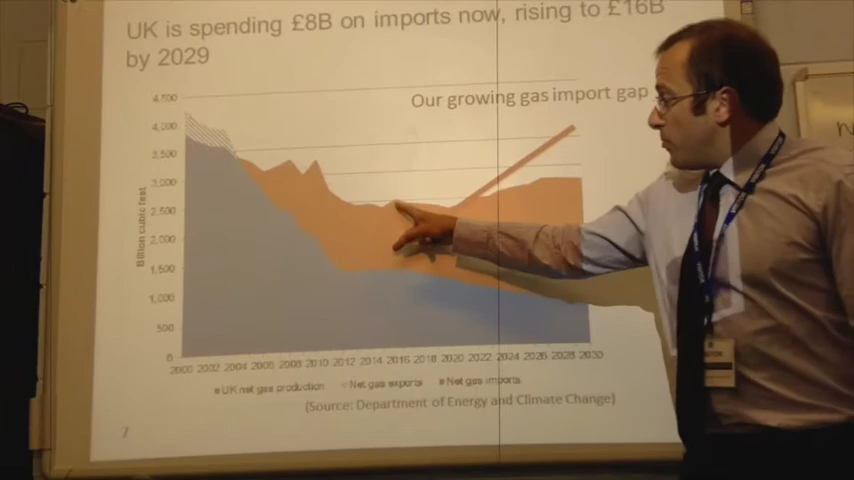 UK is spending £8B on imports now, rising to £16B
by 2029
Our growing gas import gap
4,500
4,000
3,500
3,000
2,500
2,000
1,500
1,000
500
0
Billion cubic feet
2000 2002 2004 2006 2008 2010 2012 2014 2016 2018 2020 2022 2024 2026 2028 2030
UK net gas production Net gas exports Net gas imports
(Source: Department of Energy and Climate Change)
7